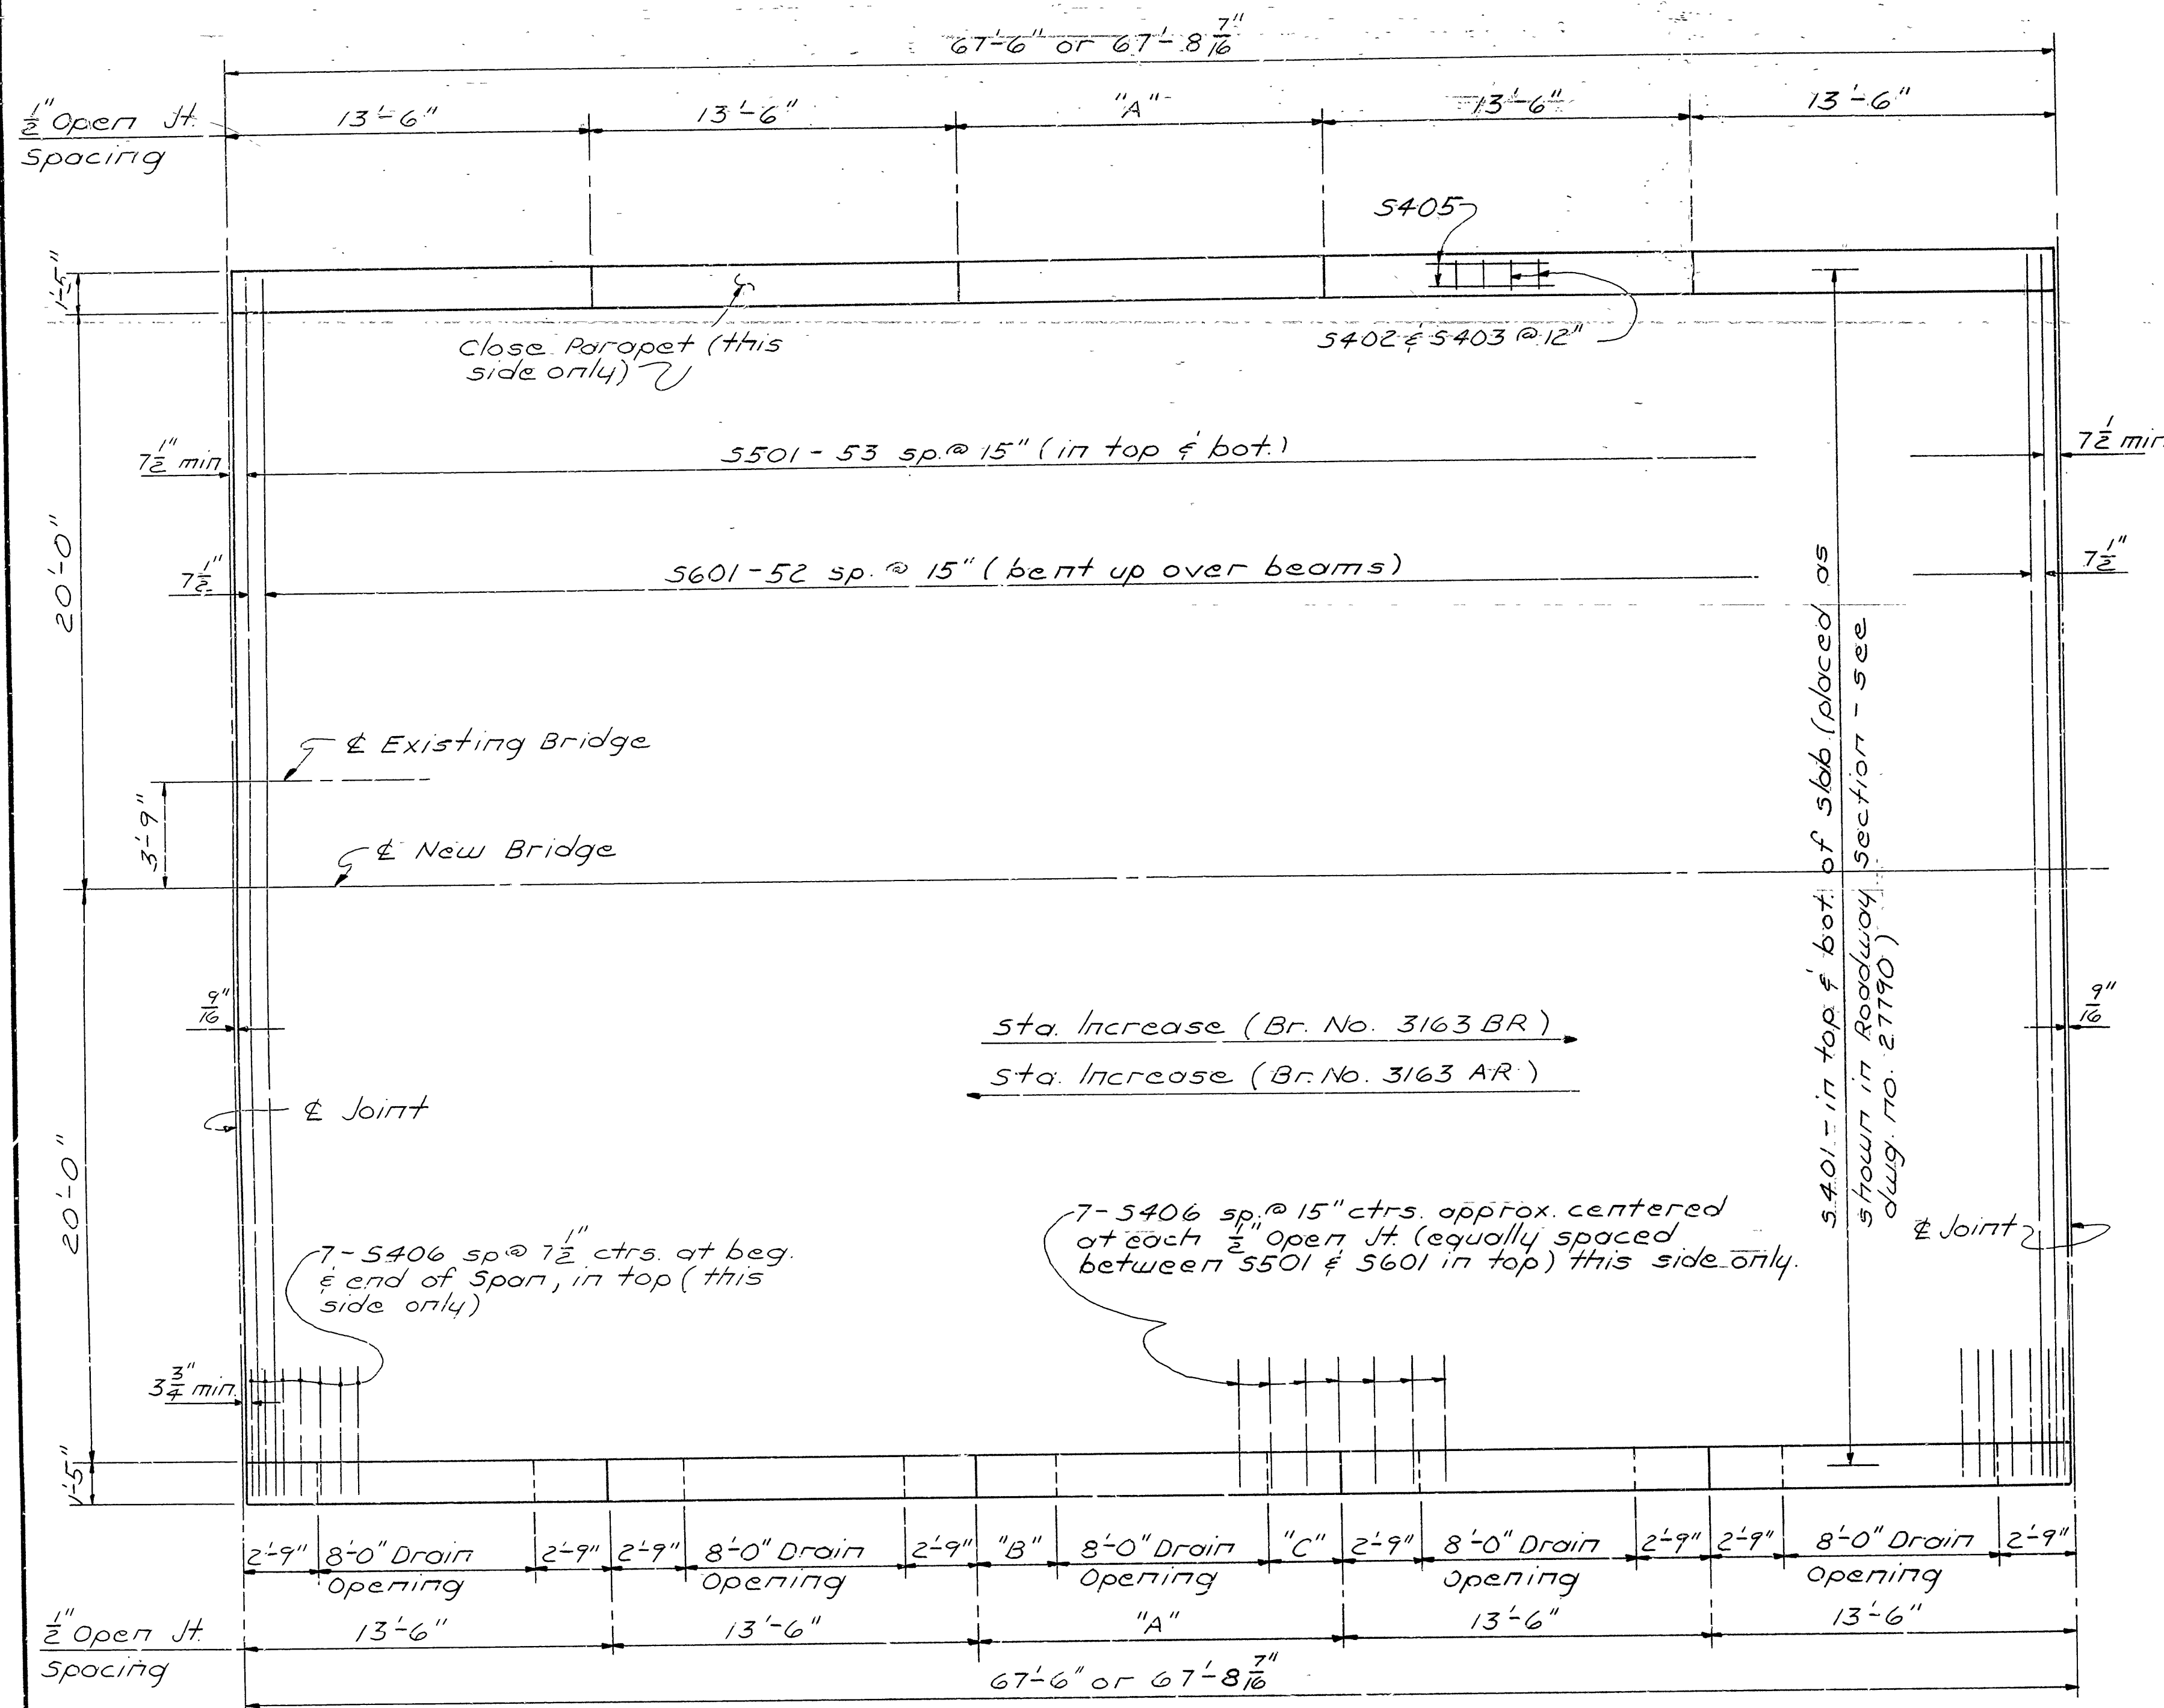 67'-6" or 67'-8 7/16"
1/2" Open Jt.
Spacing
13'-6" 13'-6" "A" 13'-6" 13'-6"
S405
1'-5"
Close Parapet (this
side only)
S402 & S403 @ 12"
7 1/2" min
S501 - 53 sp. @ 15" (in top & bot.)
7 1/2 min.
20'-0"
7 1/2"
S601-52 sp. @ 15" (bent up over beams)
7 1/2"
S401 - in top & bot. of slab (placed as
shown in Roadway section - see
dwg. no. 27790)
℄ Existing Bridge
3'-9"
℄ New Bridge
9/16"
Sta. Increase (Br. No. 3163 BR)
9/16"
Sta. Increase (Br. No. 3163 AR)
℄ Joint
20'-0"
7-S406 sp @ 7 1/2" ctrs. at beg.
& end of Span, in top (this
side only)
7-S406 sp. @ 15" ctrs. approx. centered
at each 1/2" Open Jt. (equally spaced
between S501 & S601 in top) this side only.
℄ Joint
3 3/4" min.
1'-5"
2'-9" 8'-0" Drain 2'-9" 2'-9" 8'-0" Drain 2'-9" "B" 8'-0" Drain "C" 2'-9" 8'-0" Drain 2'-9" 2'-9" 8'-0" Drain 2'-9"
Opening Opening Opening Opening Opening
1/2" Open Jt.
Spacing
13'-6" 13'-6" "A" 13'-6" 13'-6"
67'-6" or 67'-8 7/16"